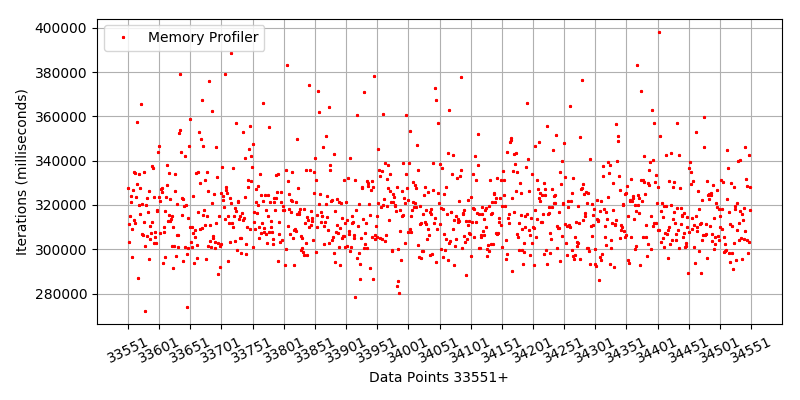 400000
380000
360000
340000
320000
300000
280000
Iterations (milliseconds)
Memory Profiler
33551 33601 33651 33701 33751 33801 33851 33901 33951 34001 34051 34101 34151 34201 34251 34301 34351 34401 34451 34501 34551
Data Points 33551+